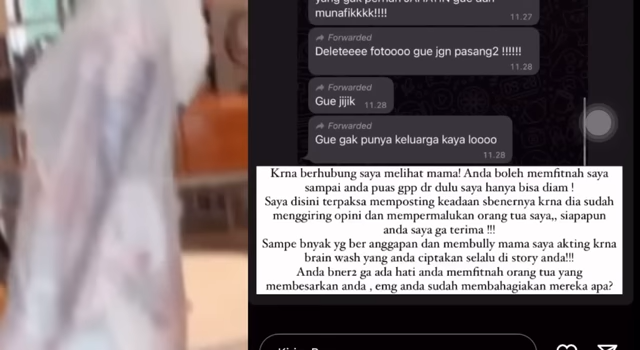 yang gak pernah JAHATIN gue dan
munafikkkk!!!!
11.27
Forwarded
Deleteeee fotoooo gue jgn pasang2 !!!!!!
11.28
Forwarded
Gue jijik 11.28
Forwarded
Gue gak punya keluarga kaya loooo
11.28
Krna berhubung saya melihat mama! Anda boleh memfitnah saya
sampai anda puas gpp dr dulu saya hanya bisa diam !
Saya disini terpaksa memposting keadaan sbenernya krna dia sudah
menggiring opini dan mempermalukan orang tua saya,, siapapun
anda saya ga terima !!!
Sampe bnyak yg ber anggapan dan membully mama saya akting krna
brain wash yang anda ciptakan selalu di story anda!!!
Anda bner2 ga ada hati anda memfitnah orang tua yang
membesarkan anda , emg anda sudah membahagiakan mereka apa?